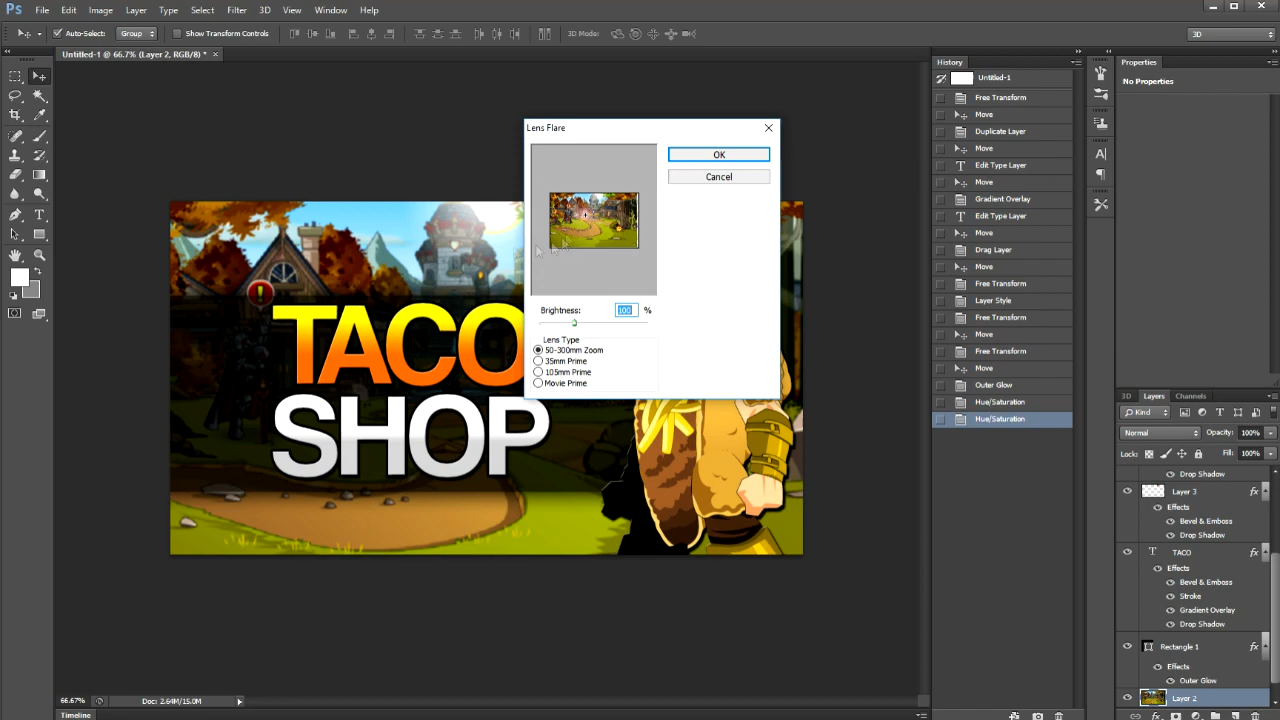 Ps File Edit Image Layer Type Select Filter 3D View Window Help
Auto-Select: Group Show Transform Controls 3D Mode: 3D
Untitled-1 @ 66.7% (Layer 2, RGB/8) * ×
History
Untitled-1
Free Transform
Move
Duplicate Layer
Move
Edit Type Layer
Move
Gradient Overlay
Edit Type Layer
Move
Drag Layer
Move
Free Transform
Layer Style
Free Transform
Move
Free Transform
Move
Outer Glow
Hue/Saturation
Hue/Saturation
Properties
No Properties
Lens Flare
OK
Cancel
Brightness: 100 %
Lens Type
50-300mm Zoom
35mm Prime
105mm Prime
Movie Prime
TACO
SHOP
3D Layers Channels
Kind
Normal Opacity: 100%
Lock: Fill: 100%
Drop Shadow
Layer 3 fx
Effects
Bevel & Emboss
Drop Shadow
T TACO fx
Effects
Bevel & Emboss
Stroke
Gradient Overlay
Drop Shadow
Rectangle 1 fx
Effects
Outer Glow
Layer 2
66.67% Doc: 2.64M/15.0M
Timeline